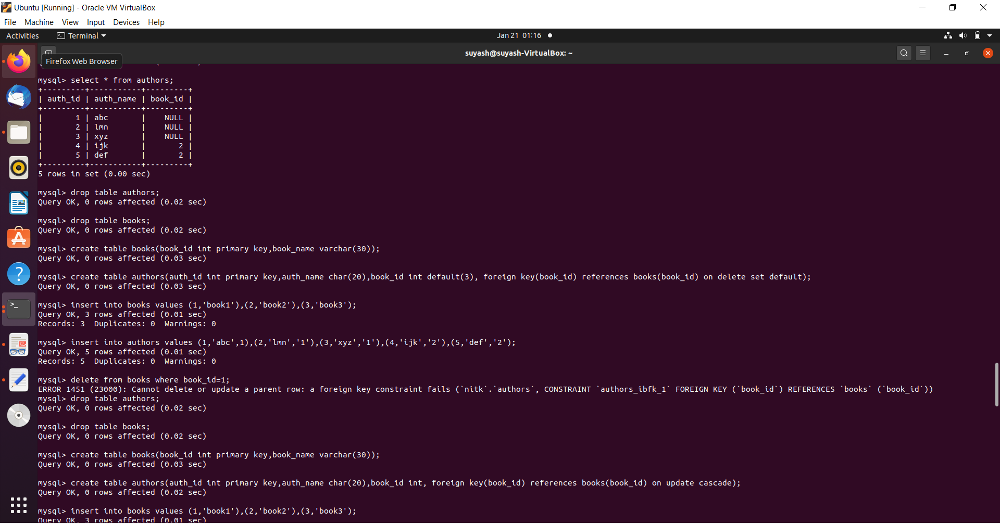 Ubuntu [Running] - Oracle VM VirtualBox
File Machine View Input Devices Help
Activities Terminal Jan 21 01:16
suyash@suyash-VirtualBox: ~
Firefox Web Browser
mysql> select * from authors;
+---------+-----------+---------+
| auth_id | auth_name | book_id |
+---------+-----------+---------+
|       1 | abc       |    NULL |
|       2 | lmn       |    NULL |
|       3 | xyz       |    NULL |
|       4 | ijk       |       2 |
|       5 | def       |       2 |
+---------+-----------+---------+
5 rows in set (0.00 sec)
mysql> drop table authors;
Query OK, 0 rows affected (0.02 sec)
mysql> drop table books;
Query OK, 0 rows affected (0.02 sec)
mysql> create table books(book_id int primary key,book_name varchar(30));
Query OK, 0 rows affected (0.03 sec)
mysql> create table authors(auth_id int primary key,auth_name char(20),book_id int default(3), foreign key(book_id) references books(book_id) on delete set default);
Query OK, 0 rows affected (0.03 sec)
mysql> insert into books values (1,'book1'),(2,'book2'),(3,'book3');
Query OK, 3 rows affected (0.01 sec)
Records: 3  Duplicates: 0  Warnings: 0
mysql> insert into authors values (1,'abc',1),(2,'lmn','1'),(3,'xyz','1'),(4,'ijk','2'),(5,'def','2');
Query OK, 5 rows affected (0.01 sec)
Records: 5  Duplicates: 0  Warnings: 0
mysql> delete from books where book_id=1;
ERROR 1451 (23000): Cannot delete or update a parent row: a foreign key constraint fails (`nitk`.`authors`, CONSTRAINT `authors_ibfk_1` FOREIGN KEY (`book_id`) REFERENCES `books` (`book_id`))
mysql> drop table authors;
Query OK, 0 rows affected (0.02 sec)
mysql> drop table books;
Query OK, 0 rows affected (0.02 sec)
mysql> create table books(book_id int primary key,book_name varchar(30));
Query OK, 0 rows affected (0.03 sec)
mysql> create table authors(auth_id int primary key,auth_name char(20),book_id int, foreign key(book_id) references books(book_id) on update cascade);
Query OK, 0 rows affected (0.02 sec)
mysql> insert into books values (1,'book1'),(2,'book2'),(3,'book3');
Query OK, 3 rows affected (0.01 sec)